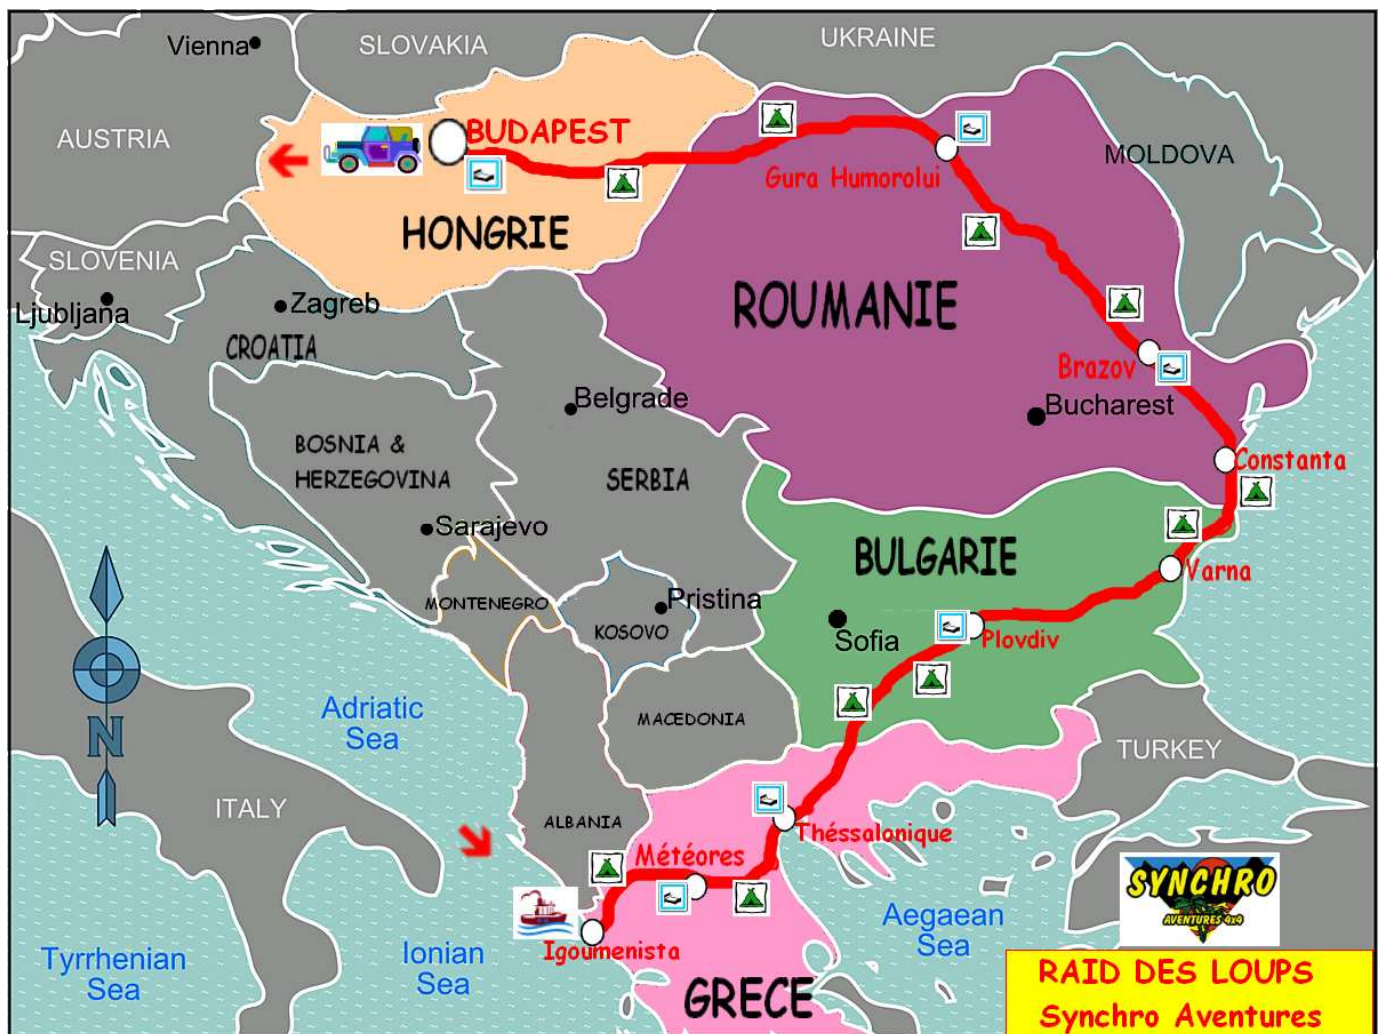 Vienna
SLOVAKIA
UKRAINE
AUSTRIA
BUDAPEST
MOLDOVA
Gura Humorolui
HONGRIE
SLOVENIA
Ljubljana
Zagreb
ROUMANIE
CROATIA
Brazov
Belgrade
Bucharest
BOSNIA &
HERZEGOVINA
SERBIA
Constanta
Sarajevo
BULGARIE
Varna
MONTENEGRO
Pristina
KOSOVO
Sofia
Plovdiv
Adriatic
Sea
MACEDONIA
N
TURKEY
ITALY
ALBANIA
Théssalonique
Météores
SYNCHRO
AVENTURES 4x4
Aegaean
Sea
Igoumenista
Ionian
Sea
Tyrrhenian
Sea
GRECE
RAID DES LOUPS
Synchro Aventures